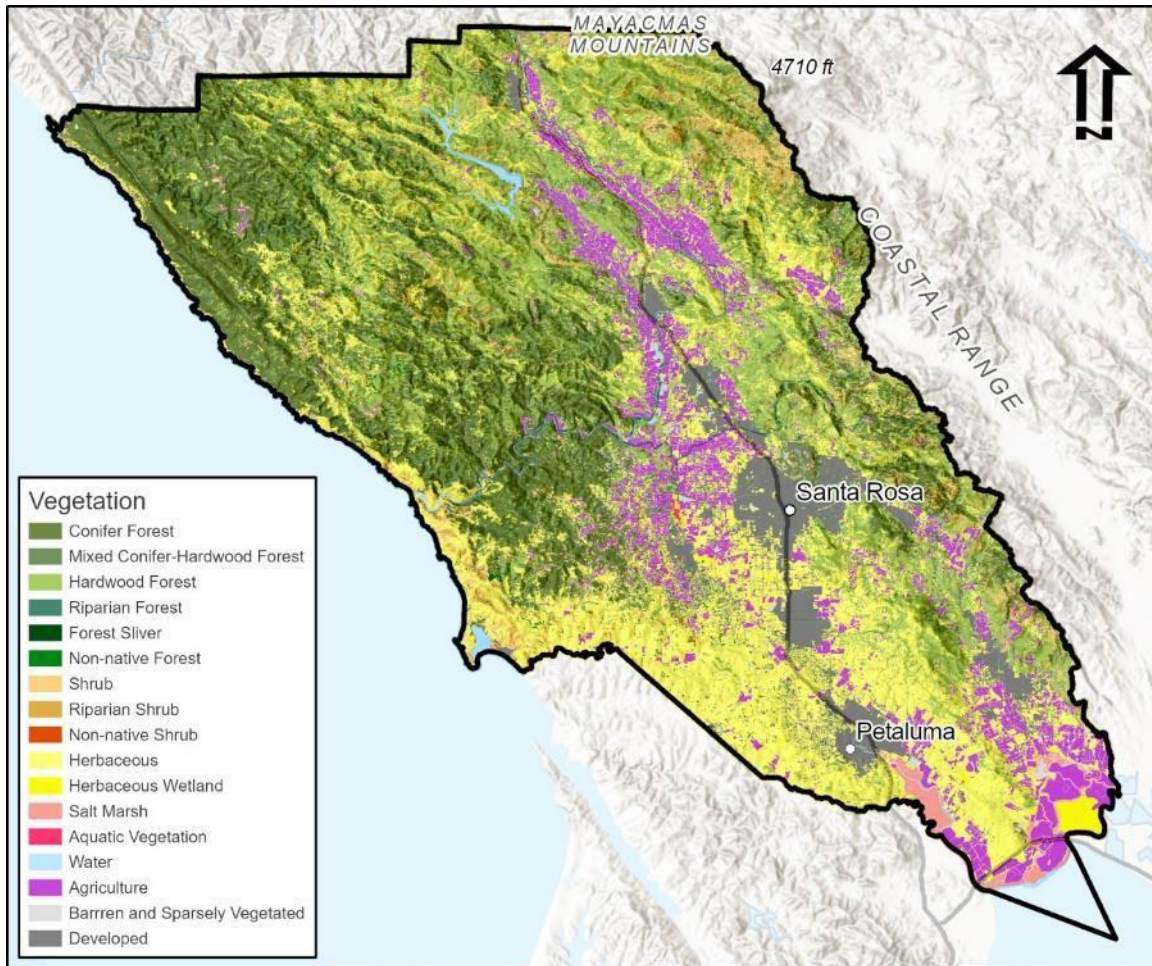 MAYACMAS
MOUNTAINS
4710 ft
N
COASTAL RANGE
Santa Rosa
Petaluma
Vegetation
Conifer Forest
Mixed Conifer-Hardwood Forest
Hardwood Forest
Riparian Forest
Forest Sliver
Non-native Forest
Shrub
Riparian Shrub
Non-native Shrub
Herbaceous
Herbaceous Wetland
Salt Marsh
Aquatic Vegetation
Water
Agriculture
Barrren and Sparsely Vegetated
Developed